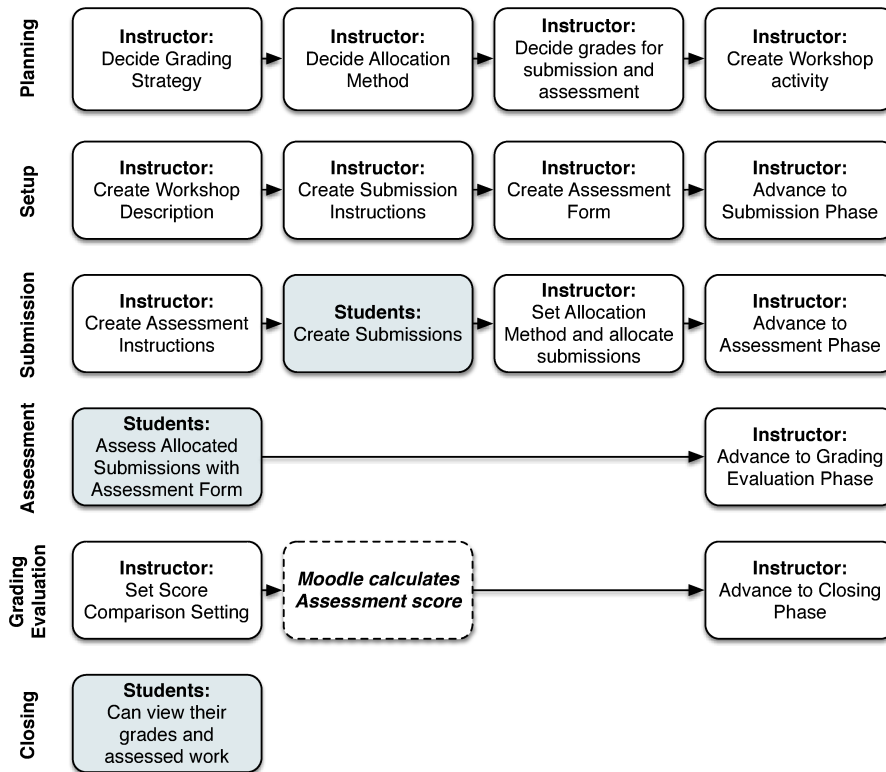 Planning
Instructor:
Decide Grading
Strategy
Instructor:
Decide Allocation
Method
Instructor:
Decide grades for
submission and
assessment
Instructor:
Create Workshop
activity
Setup
Instructor:
Create Workshop
Description
Instructor:
Create Submission
Instructions
Instructor:
Create Assessment
Form
Instructor:
Advance to
Submission Phase
Submission
Instructor:
Create Assessment
Instructions
Students:
Create Submissions
Instructor:
Set Allocation
Method and allocate
submissions
Instructor:
Advance to
Assessment Phase
Assessment
Students:
Assess Allocated
Submissions with
Assessment Form
Instructor:
Advance to Grading
Evaluation Phase
Grading
Evaluation
Instructor:
Set Score
Comparison Setting
Moodle calculates
Assessment score
Instructor:
Advance to Closing
Phase
Closing
Students:
Can view their
grades and
assessed work